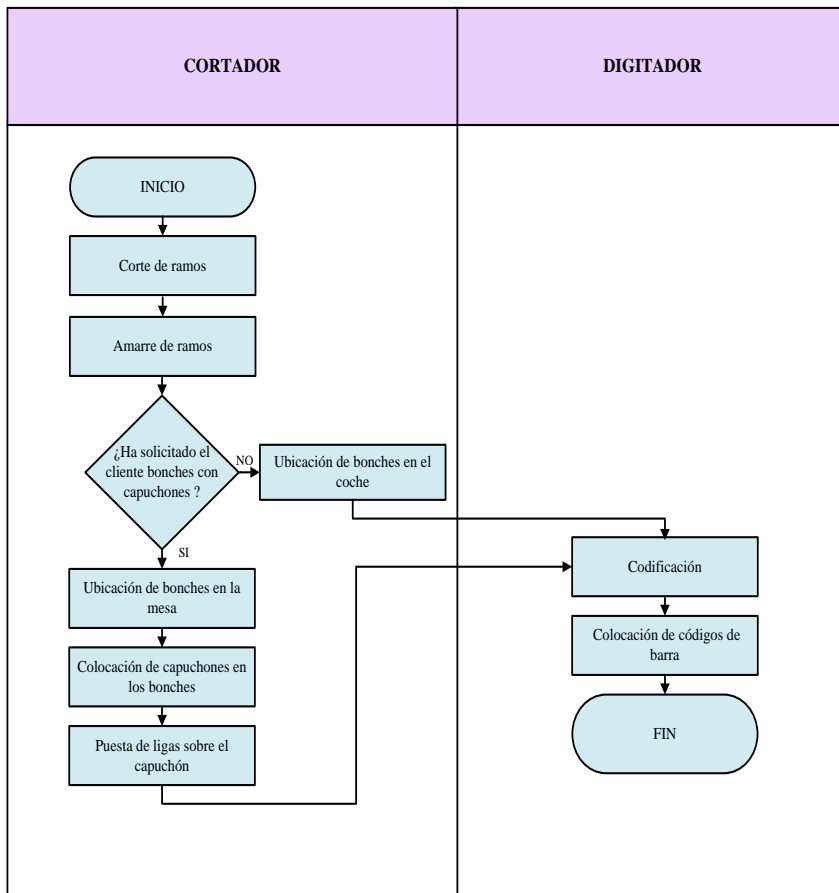 CORTADOR
DIGITADOR
INICIO
Corte de ramos
Amarre de ramos
¿Ha solicitado el
cliente bonches con
capuchones ?
NO
Ubicación de bonches en el
coche
SI
Ubicación de bonches en la
mesa
Colocación de capuchones en
los bonches
Puesta de ligas sobre el
capuchón
Codificación
Colocación de códigos de
barra
FIN